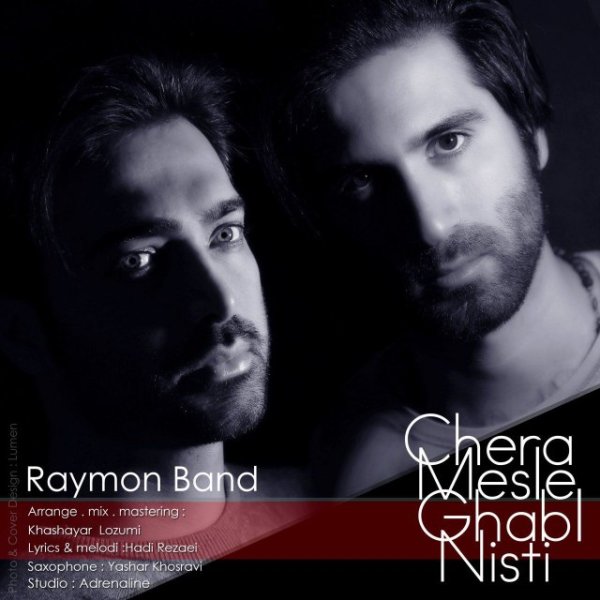 Photo & Cover Design : Lumen
Raymon Band
Arrange . mix . mastering :
Khashayar Lozumi
Lyrics & melodi :Hadi Rezaei
Saxophone : Yashar Khosravi
Studio : Adrenaline
Chera
Mesle
Ghabl
Nisti